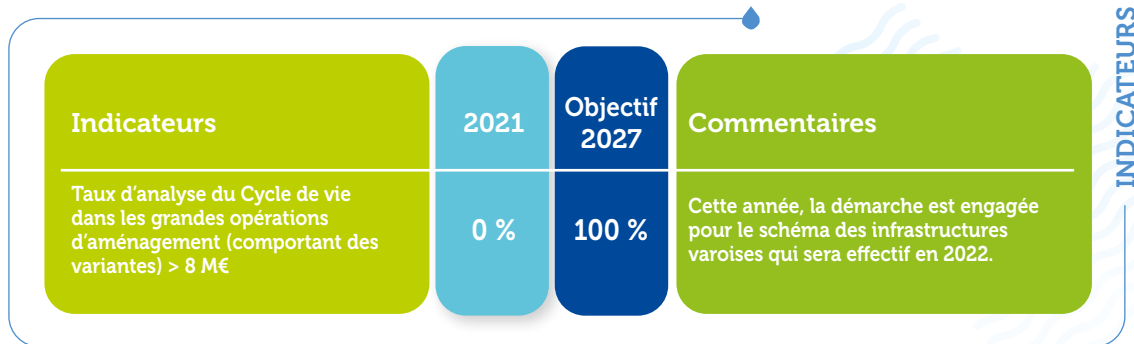 INDICATEURS
Indicateurs
2021
Objectif
2027
Commentaires
Taux d'analyse du Cycle de vie
dans les grandes opérations
d'aménagement (comportant des
variantes) > 8 M€
0 %
100 %
Cette année, la démarche est engagée
pour le schéma des infrastructures
varoises qui sera effectif en 2022.